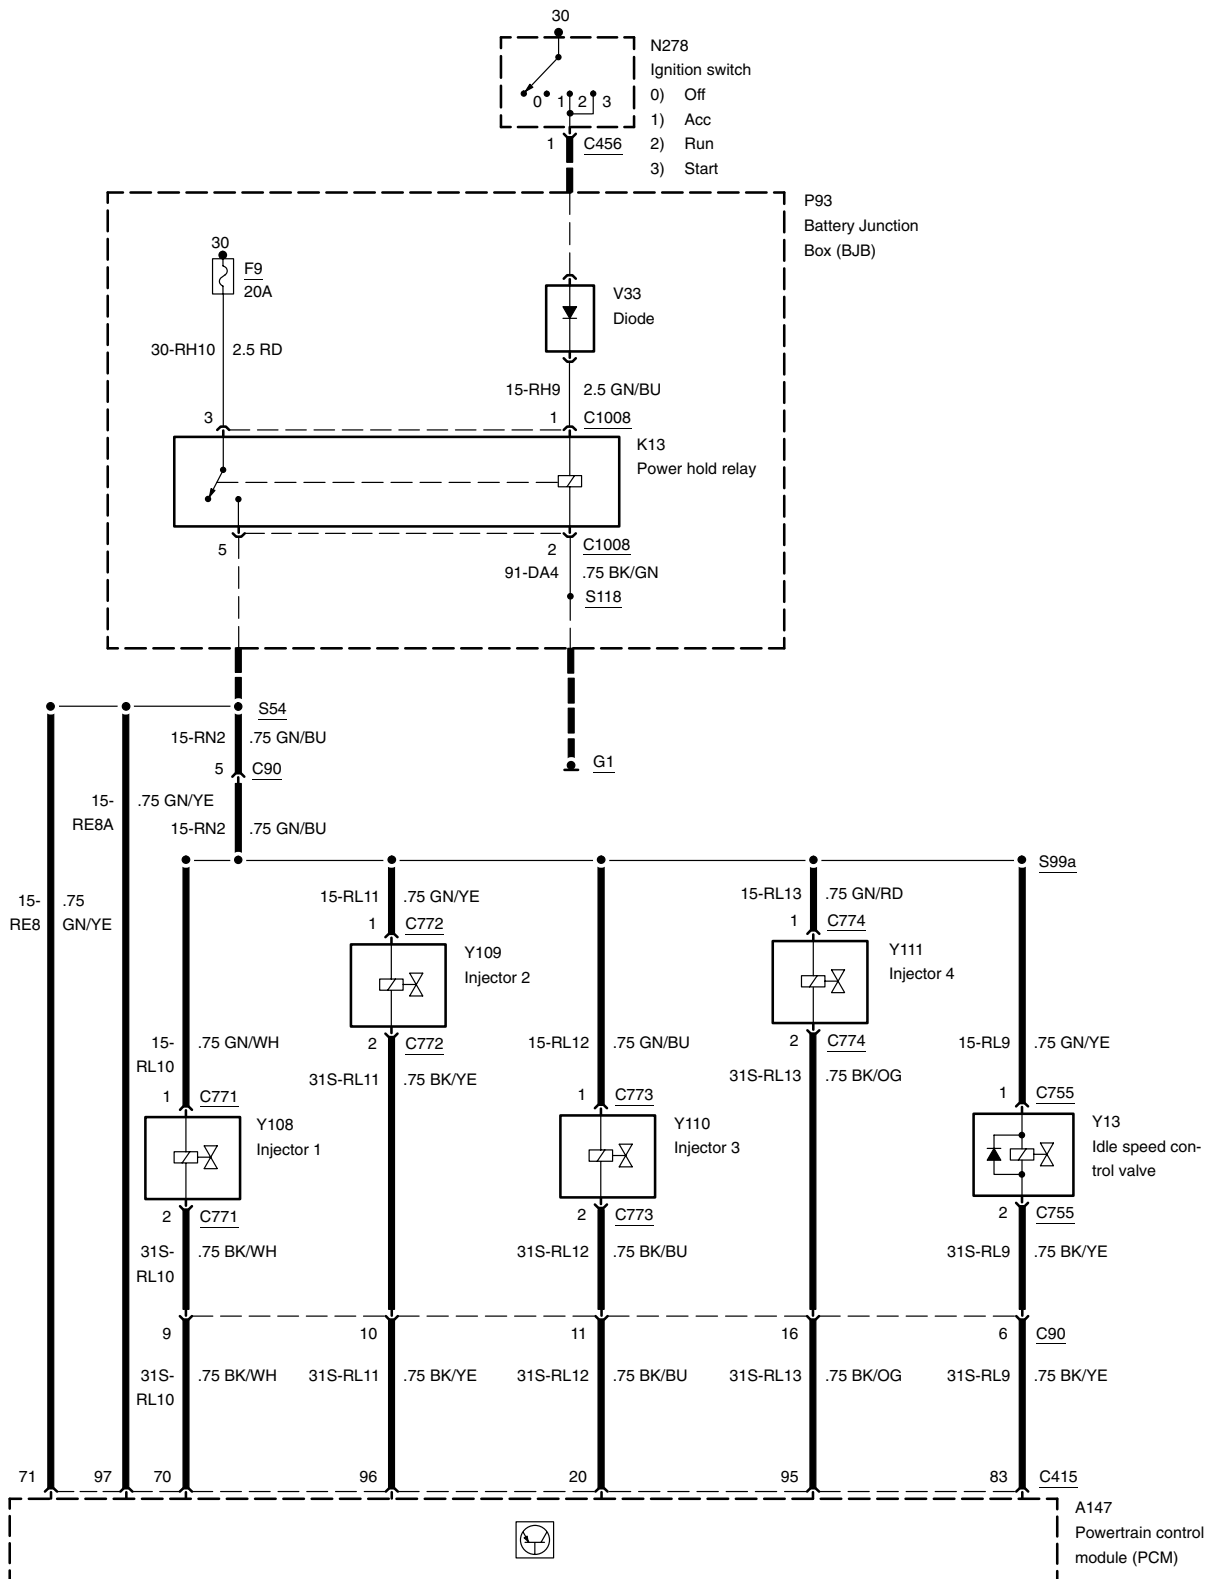 30
N278
Ignition switch
0) Off
1) Acc
2) Run
3) Start
0 1 2 3
1 C456
P93
Battery Junction
Box (BJB)
30
F9
20A
V33
Diode
30-RH10 2.5 RD
15-RH9 2.5 GN/BU
3 1 C1008
K13
Power hold relay
5 2 C1008
91-DA4 .75 BK/GN
S118
S54
15-RN2 .75 GN/BU
5 C90
G1
15-
RE8A
.75 GN/YE
15-RN2 .75 GN/BU
S99a
15-
RE8
.75
GN/YE
15-RL11 .75 GN/YE
1 C772
15-RL13 .75 GN/RD
1 C774
Y109
Injector 2
Y111
Injector 4
15-
RL10
.75 GN/WH
2 C772
31S-RL11 .75 BK/YE
15-RL12 .75 GN/BU
2 C774
31S-RL13 .75 BK/OG
15-RL9 .75 GN/YE
1 C771
1 C773
1 C755
Y108
Injector 1
Y110
Injector 3
Y13
Idle speed con-
trol valve
2 C771
2 C773
2 C755
31S-
RL10
.75 BK/WH
31S-RL12 .75 BK/BU
31S-RL9 .75 BK/YE
9 10 11 16 6 C90
31S-
RL10
.75 BK/WH
31S-RL11 .75 BK/YE
31S-RL12 .75 BK/BU
31S-RL13 .75 BK/OG
31S-RL9 .75 BK/YE
71 97 70 96 20 95 83 C415
A147
Powertrain control
module (PCM)